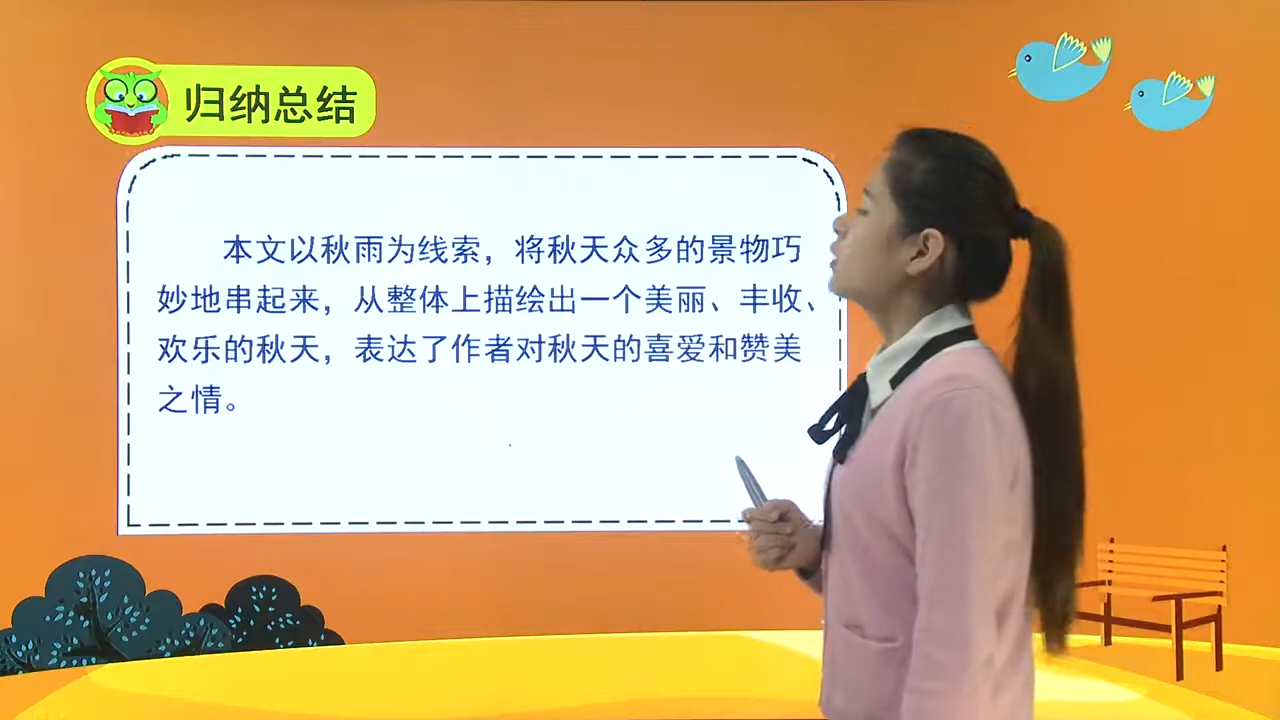 归纳总结
本文以秋雨为线索，将秋天众多的景物巧
妙地串起来，从整体上描绘出一个美丽、丰收、
欢乐的秋天，表达了作者对秋天的喜爱和赞美
之情。